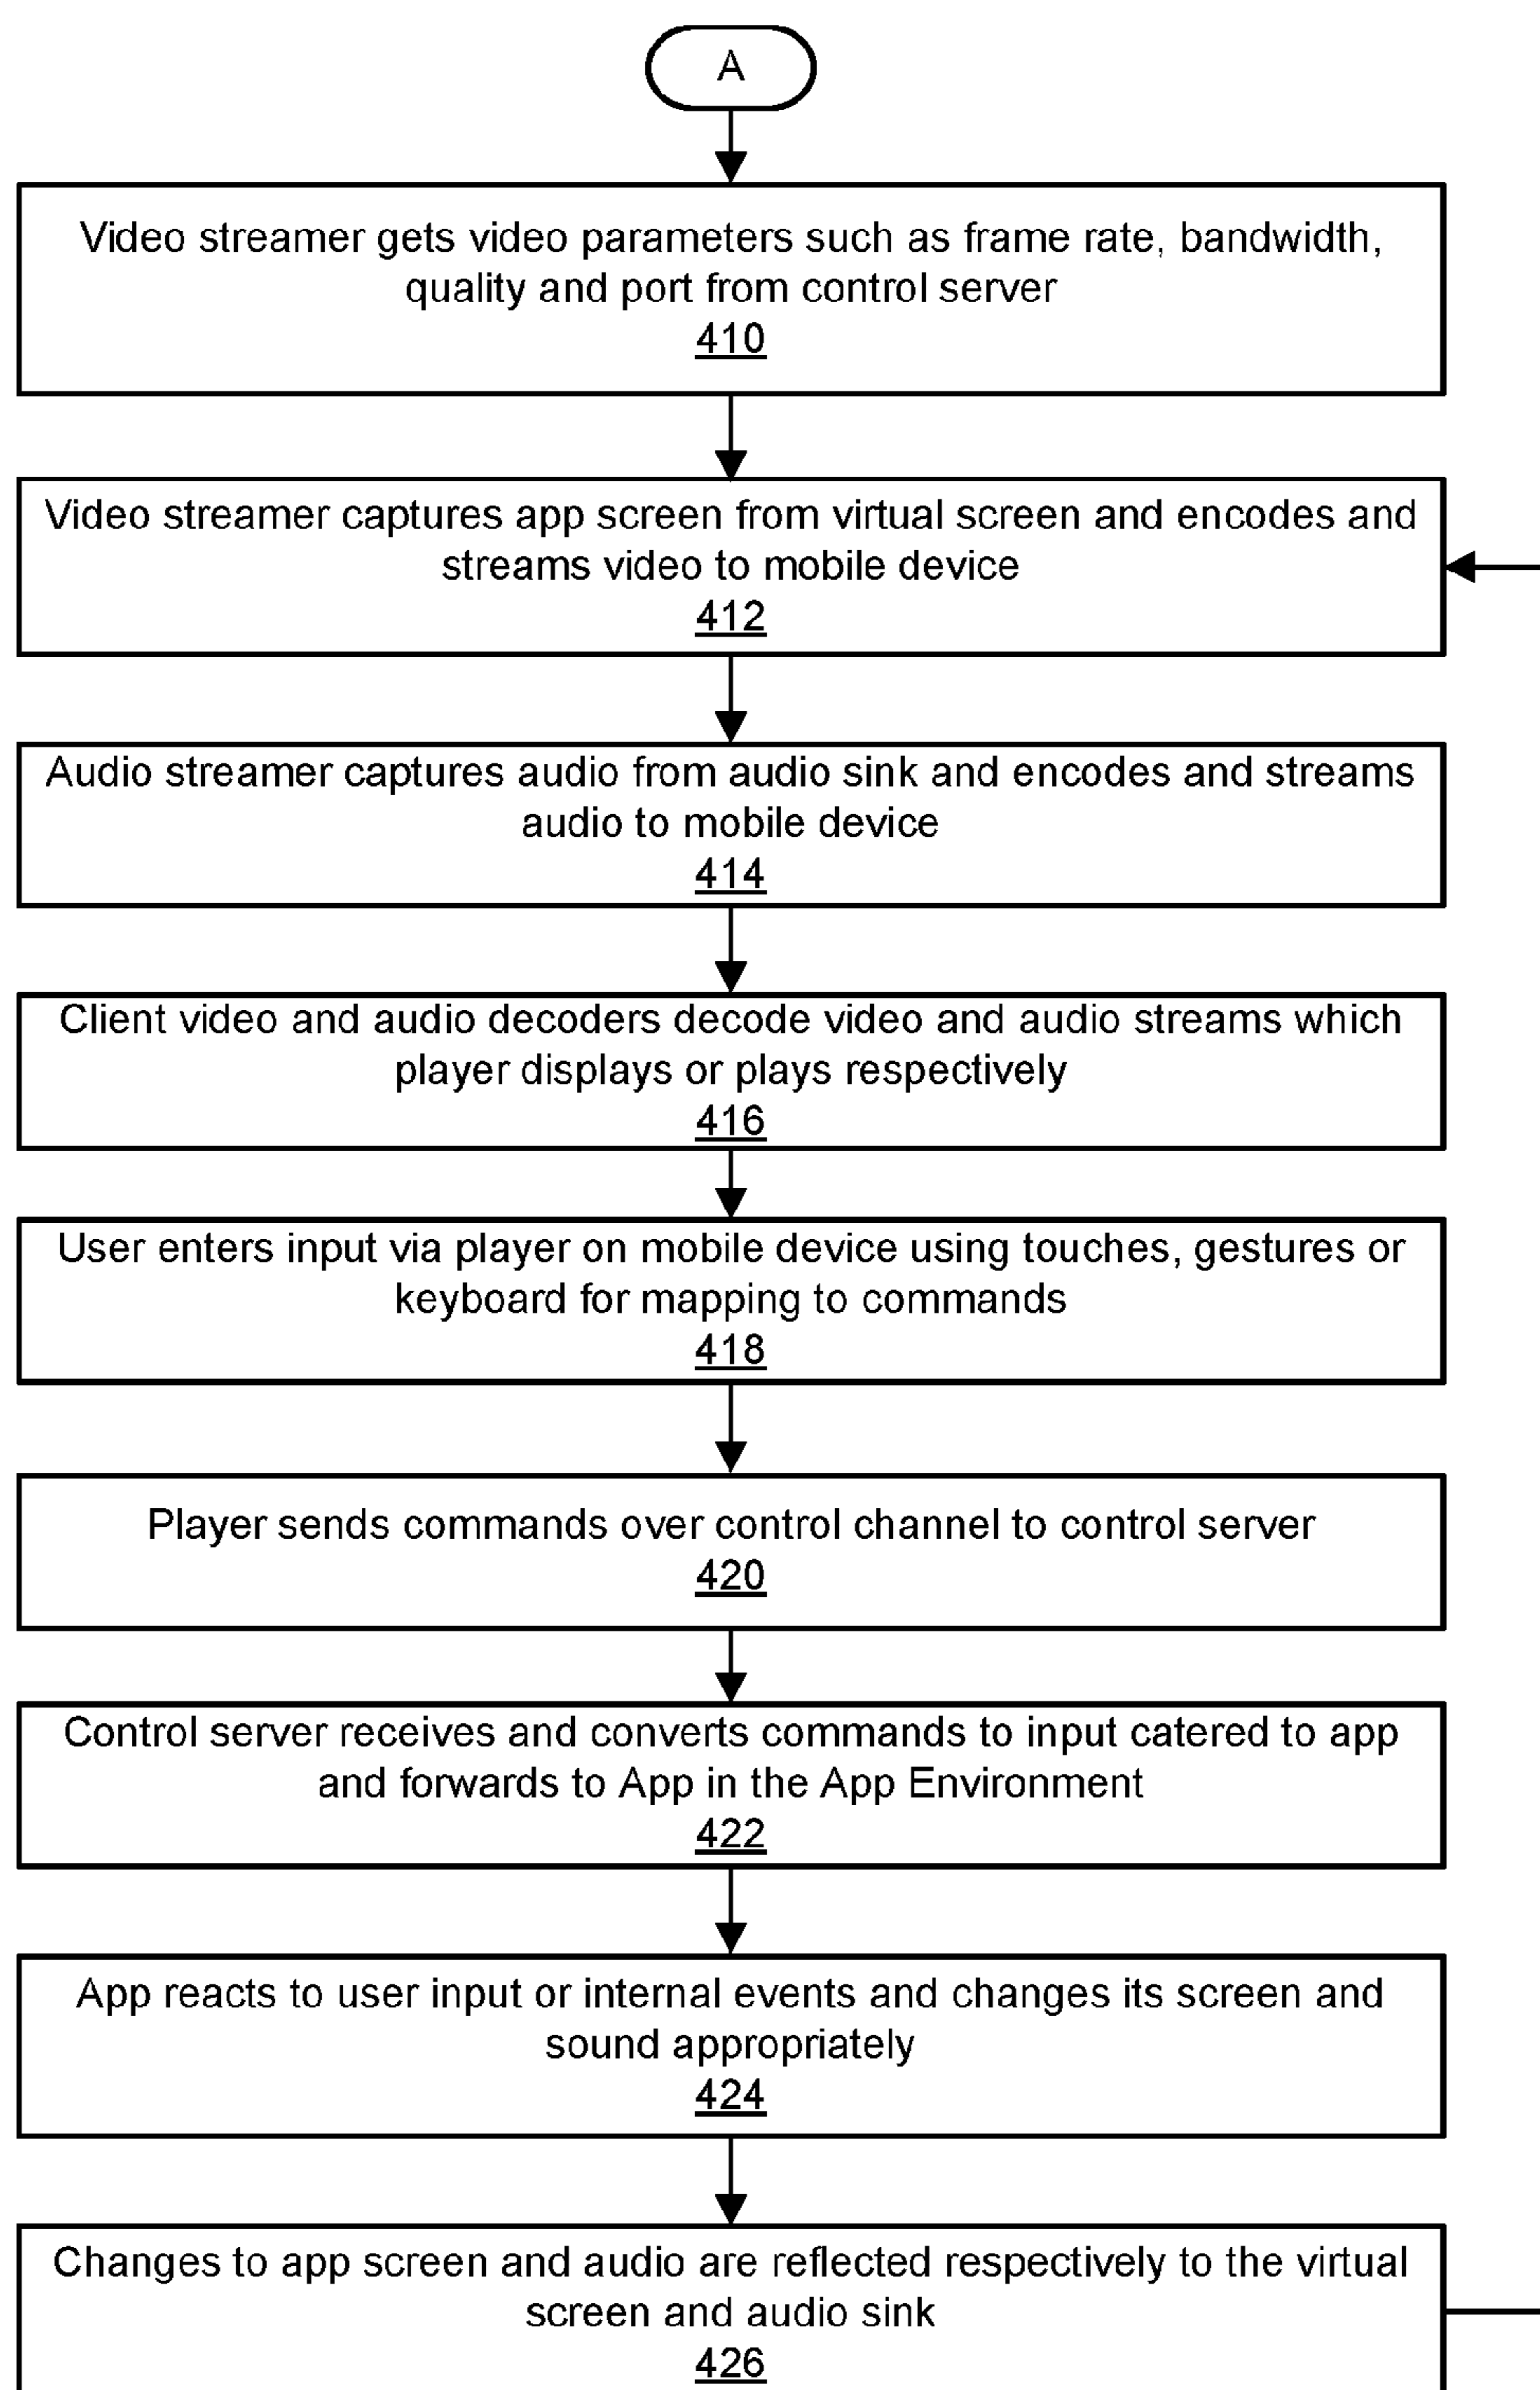 A
Video streamer gets video parameters such as frame rate, bandwidth,
quality and port from control server
410
Video streamer captures app screen from virtual screen and encodes and
streams video to mobile device
412
Audio streamer captures audio from audio sink and encodes and streams
audio to mobile device
414
Client video and audio decoders decode video and audio streams which
player displays or plays respectively
416
User enters input via player on mobile device using touches, gestures or
keyboard for mapping to commands
418
Player sends commands over control channel to control server
420
Control server receives and converts commands to input catered to app
and forwards to App in the App Environment
422
App reacts to user input or internal events and changes its screen and
sound appropriately
424
Changes to app screen and audio are reflected respectively to the virtual
screen and audio sink
426